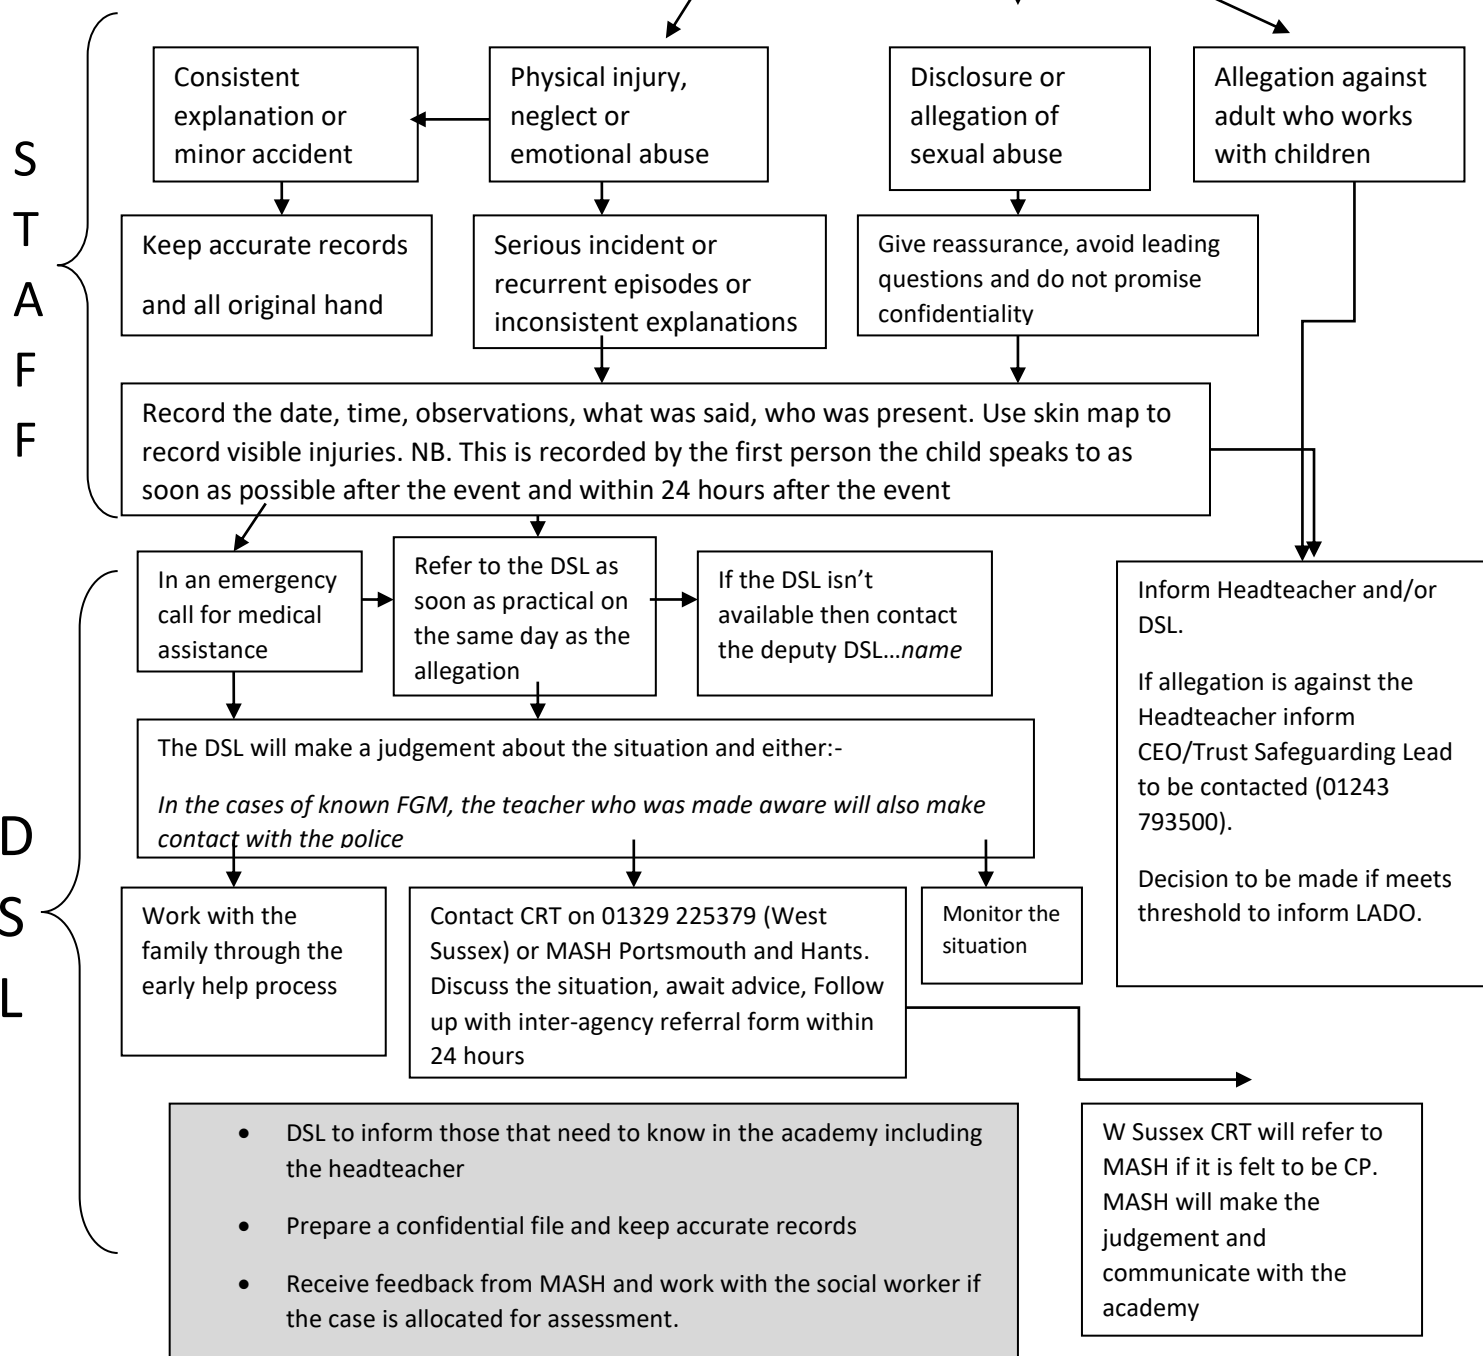 S
T
A
F
F
Consistent
explanation or
minor accident
Physical injury,
neglect or
emotional abuse
Disclosure or
allegation of
sexual abuse
Allegation against
adult who works
with children
Keep accurate records
and all original hand
Serious incident or
recurrent episodes or
inconsistent explanations
Give reassurance, avoid leading
questions and do not promise
confidentiality
Record the date, time, observations, what was said, who was present. Use skin map to
record visible injuries. NB. This is recorded by the first person the child speaks to as
soon as possible after the event and within 24 hours after the event
D
S
L
In an emergency
call for medical
assistance
Refer to the DSL as
soon as practical on
the same day as the
allegation
If the DSL isn’t
available then contact
the deputy DSL…name
Inform Headteacher and/or
DSL.
If allegation is against the
Headteacher inform
CEO/Trust Safeguarding Lead
to be contacted (01243
793500).
Decision to be made if meets
threshold to inform LADO.
The DSL will make a judgement about the situation and either:-
In the cases of known FGM, the teacher who was made aware will also make
contact with the police
Work with the
family through the
early help process
Contact CRT on 01329 225379 (West
Sussex) or MASH Portsmouth and Hants.
Discuss the situation, await advice, Follow
up with inter-agency referral form within
24 hours
Monitor the
situation
• DSL to inform those that need to know in the academy including
the headteacher
• Prepare a confidential file and keep accurate records
• Receive feedback from MASH and work with the social worker if
the case is allocated for assessment.
W Sussex CRT will refer to
MASH if it is felt to be CP.
MASH will make the
judgement and
communicate with the
academy